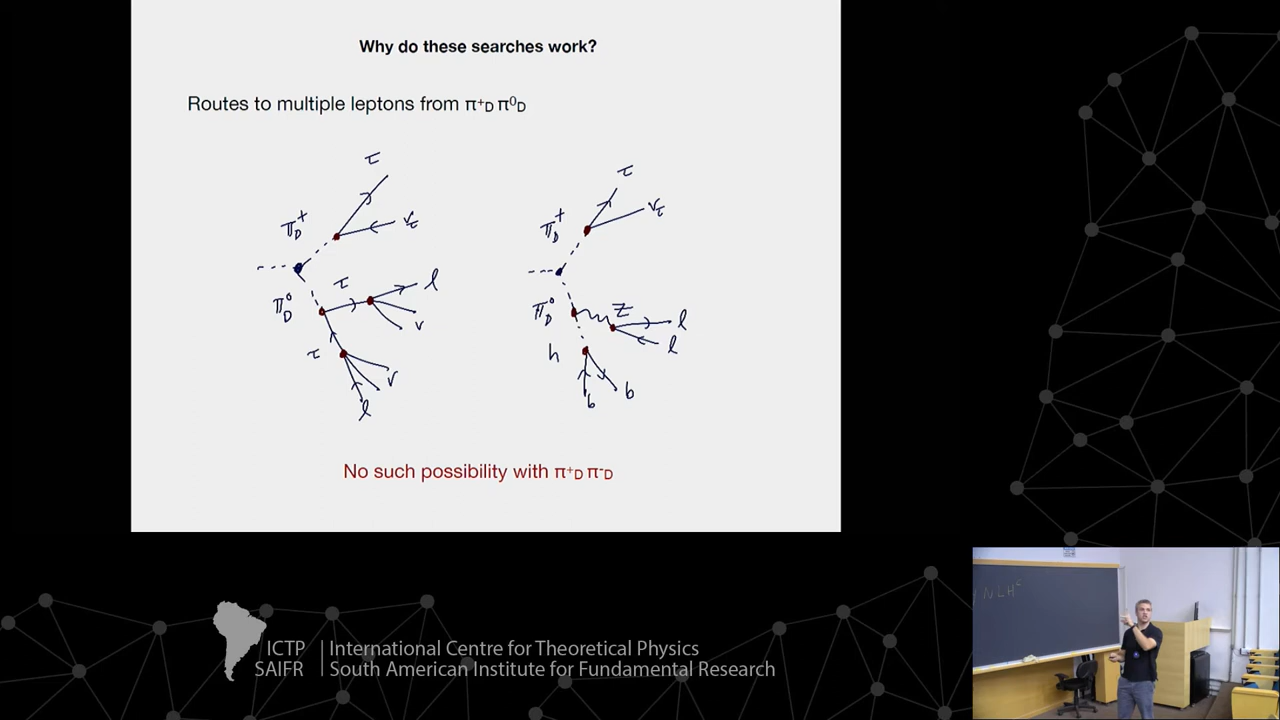 Why do these searches work?
Routes to multiple leptons from π⁺D π⁰D
τ
π⁺D
ντ
τ
l
π⁰D
ν
τ
ν
l
τ
π⁺D
ντ
π⁰D
Z
l
l
h
b
b
No such possibility with π⁺D π⁻D
N L H^c
ICTP
SAIFR
International Centre for Theoretical Physics
South American Institute for Fundamental Research